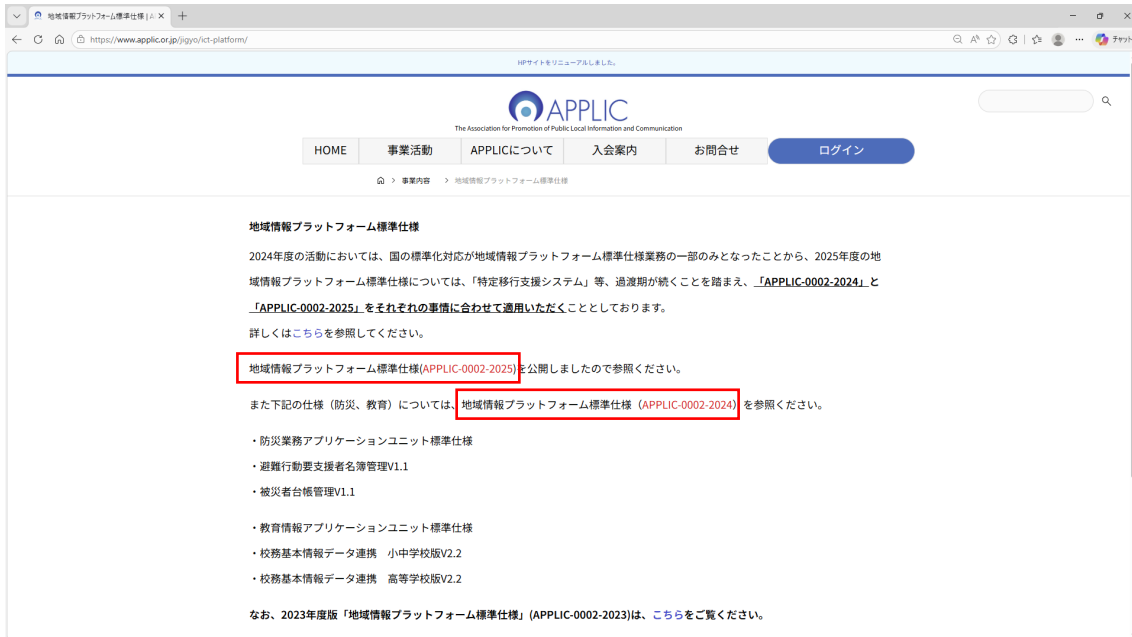 地域情報プラットフォーム標準仕様 | A
https://www.applic.or.jp/jigyo/ict-platform/
チャット
HPサイトをリニューアルしました。
APPLIC
The Association for Promotion of Public Local Information and Communication
HOME 事業活動 APPLICについて 入会案内 お問合せ ログイン
事業内容 > 地域情報プラットフォーム標準仕様
地域情報プラットフォーム標準仕様
2024年度の活動においては、国の標準化対応が地域情報プラットフォーム標準仕様業務の一部のみとなったことから、2025年度の地
域情報プラットフォーム標準仕様については、「特定移行支援システム」等、過渡期が続くことを踏まえ、「APPLIC-0002-2024」と
「APPLIC-0002-2025」をそれぞれの事情に合わせて適用いただくこととしております。
詳しくはこちらを参照してください。
地域情報プラットフォーム標準仕様(APPLIC-0002-2025)を公開しましたので参照ください。
また下記の仕様（防災、教育）については、地域情報プラットフォーム標準仕様（APPLIC-0002-2024）を参照ください。
・防災業務アプリケーションユニット標準仕様
・避難行動要支援者名簿管理V1.1
・被災者台帳管理V1.1
・教育情報アプリケーションユニット標準仕様
・校務基本情報データ連携　小中学校版V2.2
・校務基本情報データ連携　高等学校版V2.2
なお、2023年度版「地域情報プラットフォーム標準仕様」(APPLIC-0002-2023)は、こちらをご覧ください。